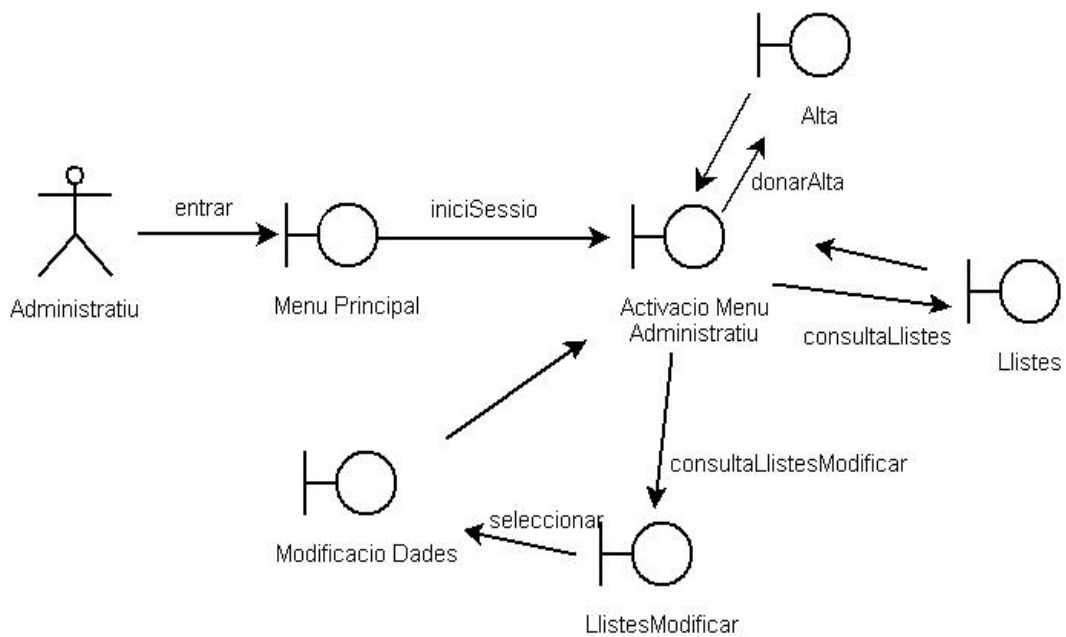 Alta
donarAlta
entrar
iniciSessio
Administratiu
Menu Principal
Activacio Menu
Administratiu
consultaLlistes
Llistes
consultaLlistesModificar
seleccionar
Modificacio Dades
LlistesModificar